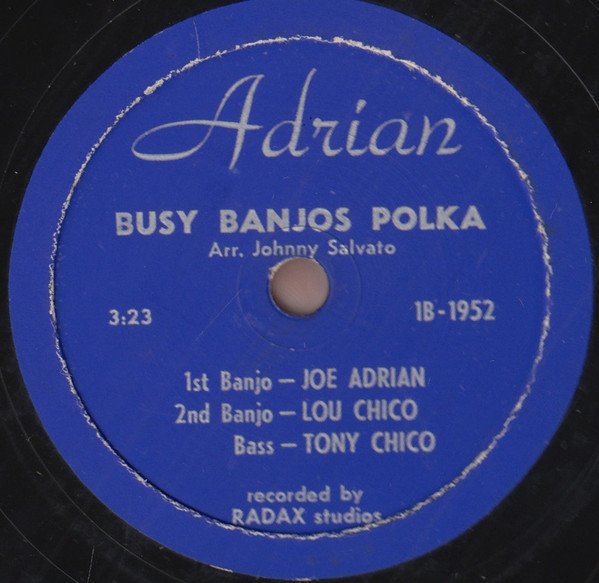 Adrian
BUSY BANJOS POLKA
Arr. Johnny Salvato
3:23 1B-1952
1st Banjo – JOE ADRIAN
2nd Banjo – LOU CHICO
Bass – TONY CHICO
recorded by
RADAX studios